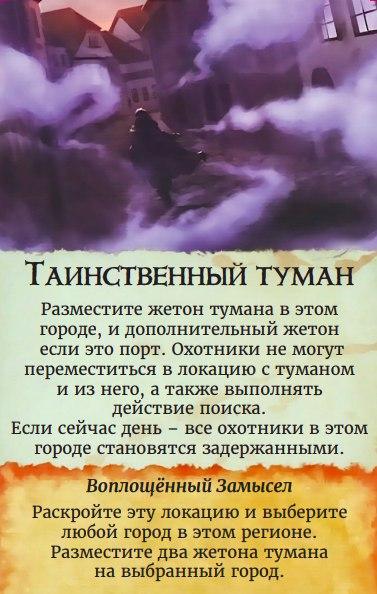 Таинственный туман
Разместите жетон тумана в этом
городе, и дополнительный жетон
если это порт. Охотники не могут
переместиться в локацию с туманом
и из него, а также выполнять
действие поиска.
Если сейчас день – все охотники в этом
городе становятся задержанными.
Воплощённый Замысел
Раскройте эту локацию и выберите
любой город в этом регионе.
Разместите два жетона тумана
на выбранный город.